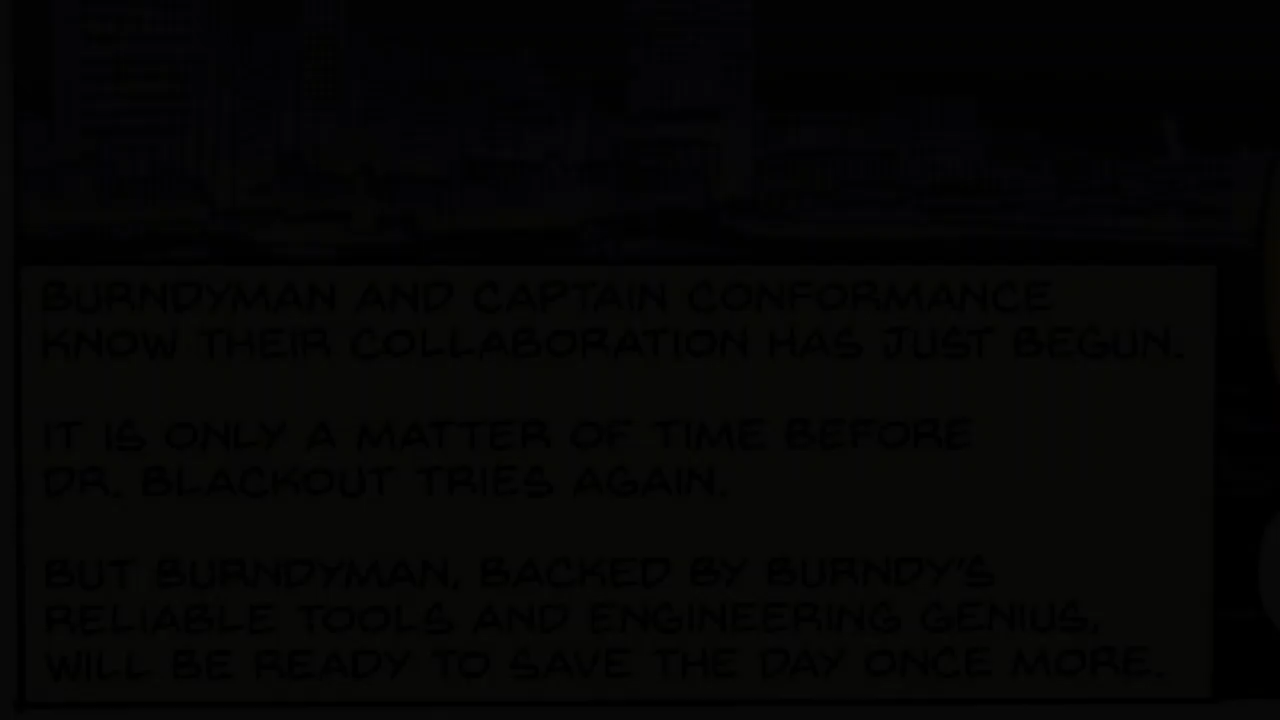 BURNDYMAN AND CAPTAIN CONFORMANCE
KNOW THEIR COLLABORATION HAS JUST BEGUN.
IT IS ONLY A MATTER OF TIME BEFORE
DR. BLACKOUT TRIES AGAIN.
BUT BURNDYMAN, BACKED BY BURNDY'S
RELIABLE TOOLS AND ENGINEERING GENIUS,
WILL BE READY TO SAVE THE DAY ONCE MORE.